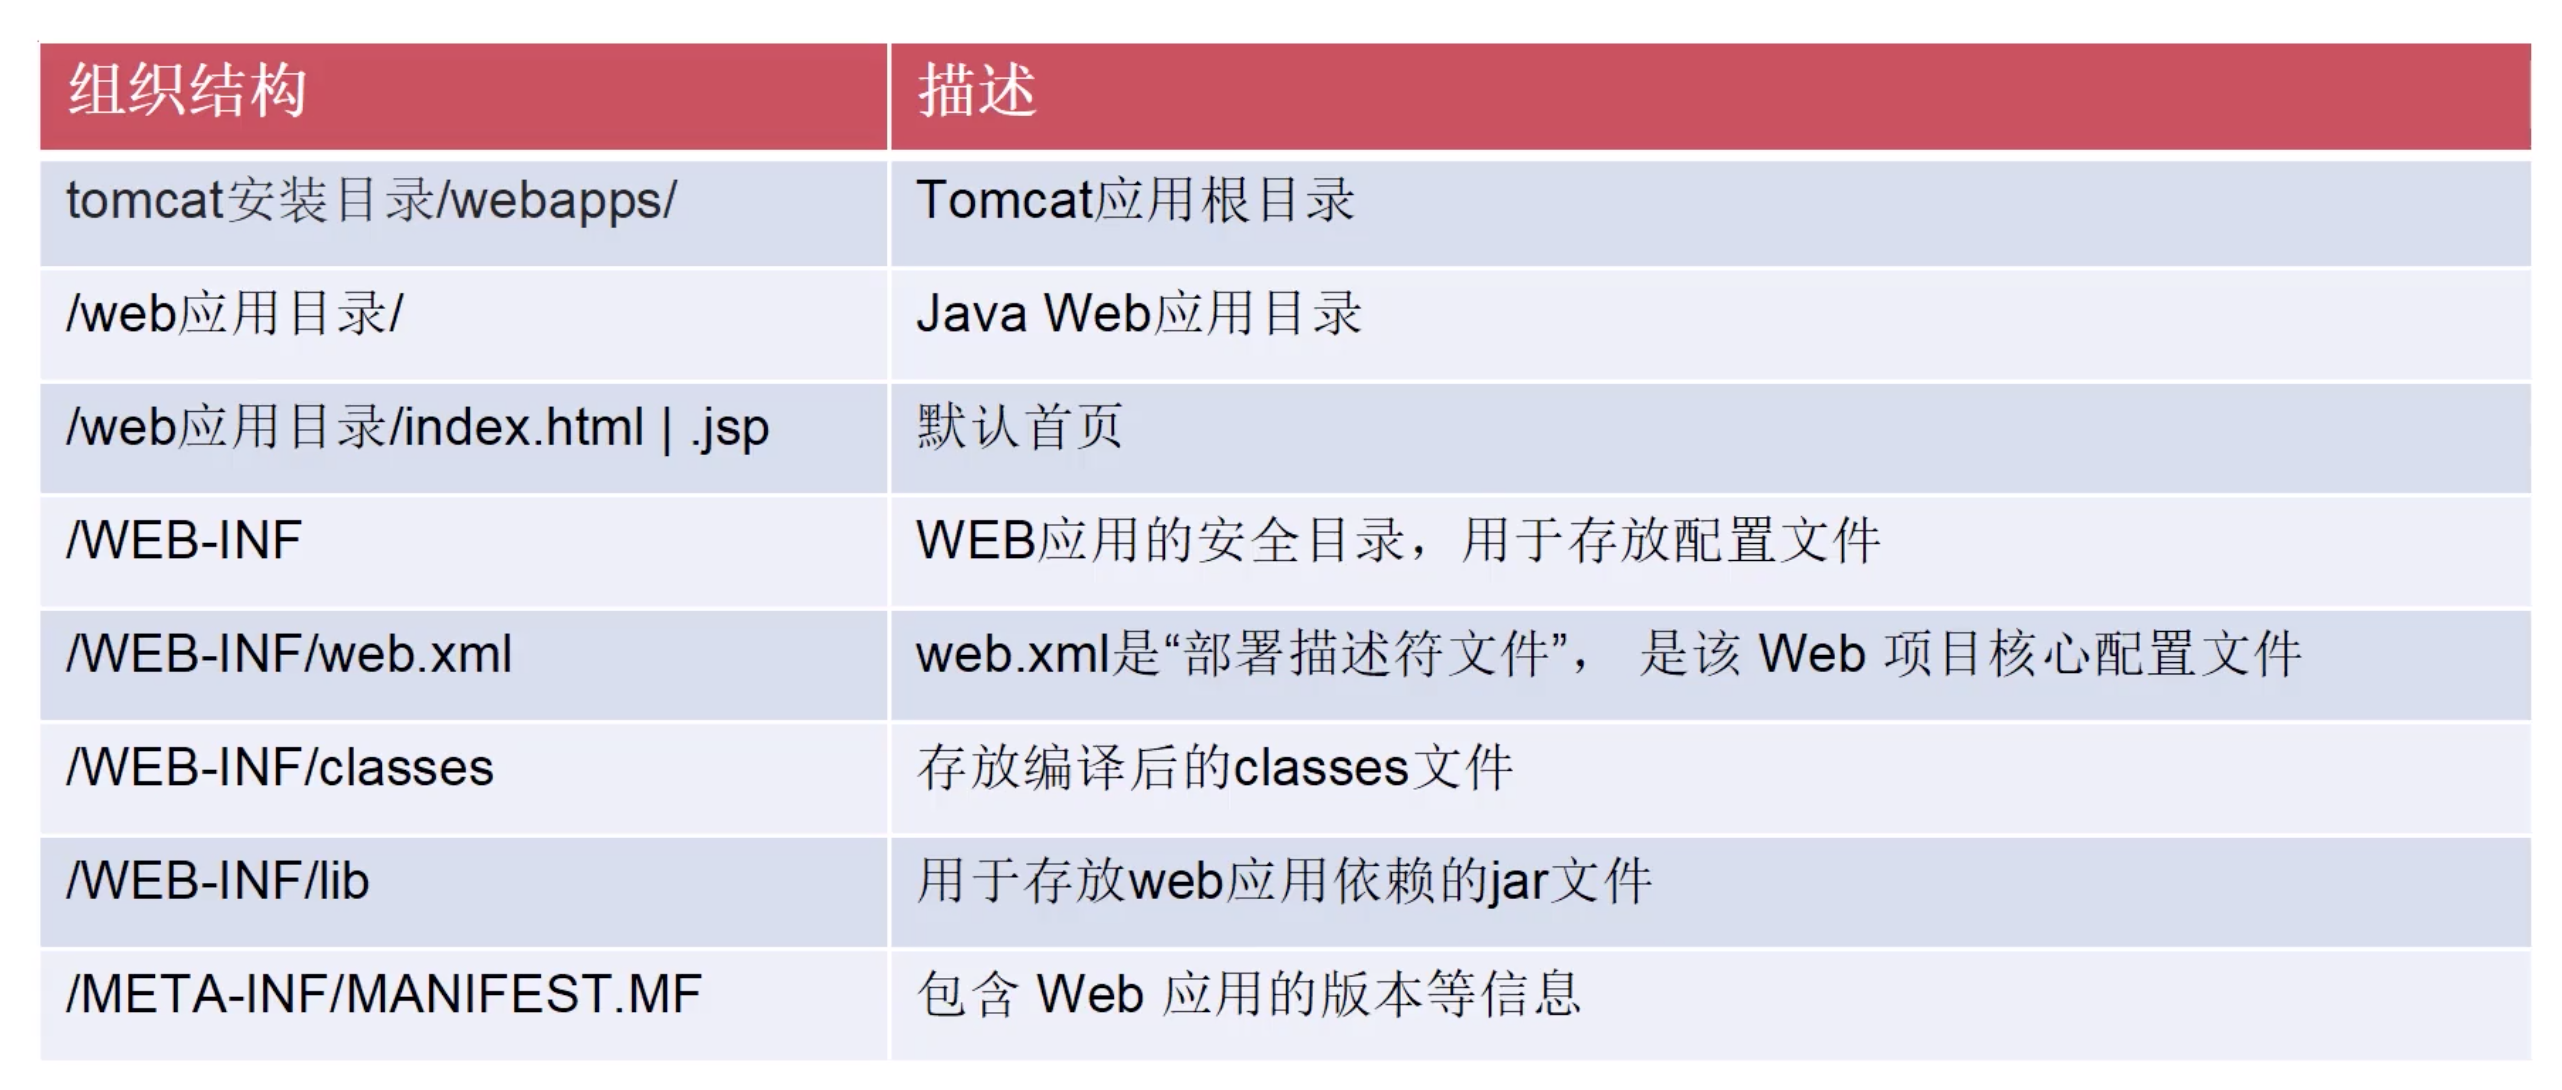 组织结构 描述
tomcat安装目录/webapps/ Tomcat应用根目录
/web应用目录/ Java Web应用目录
/web应用目录/index.html | .jsp 默认首页
/WEB-INF WEB应用的安全目录，用于存放配置文件
/WEB-INF/web.xml web.xml是“部署描述符文件”， 是该 Web 项目核心配置文件
/WEB-INF/classes 存放编译后的classes文件
/WEB-INF/lib 用于存放web应用依赖的jar文件
/META-INF/MANIFEST.MF 包含 Web 应用的版本等信息